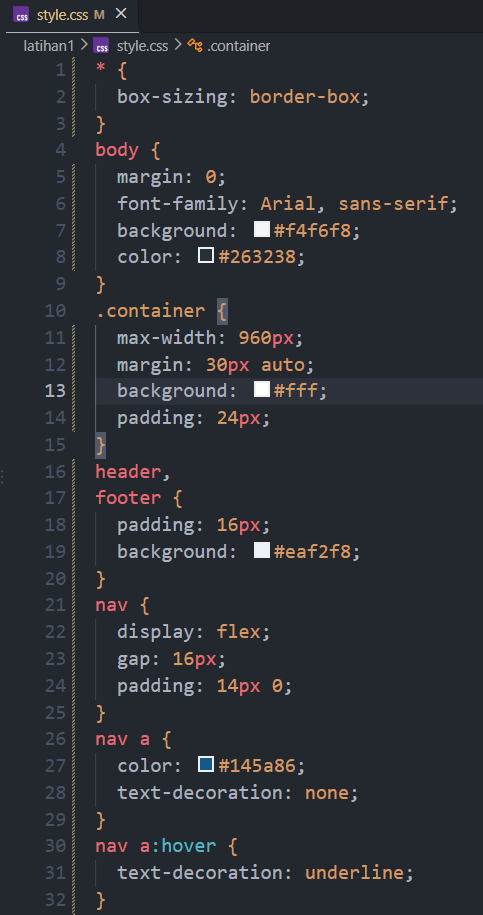 style.css M ×
latihan1 > style.css > .container
1 * {
2 box-sizing: border-box;
3 }
4 body {
5 margin: 0;
6 font-family: Arial, sans-serif;
7 background: #f4f6f8;
8 color: #263238;
9 }
10 .container {
11 max-width: 960px;
12 margin: 30px auto;
13 background: #fff;
14 padding: 24px;
15 }
16 header,
17 footer {
18 padding: 16px;
19 background: #eaf2f8;
20 }
21 nav {
22 display: flex;
23 gap: 16px;
24 padding: 14px 0;
25 }
26 nav a {
27 color: #145a86;
28 text-decoration: none;
29 }
30 nav a:hover {
31 text-decoration: underline;
32 }